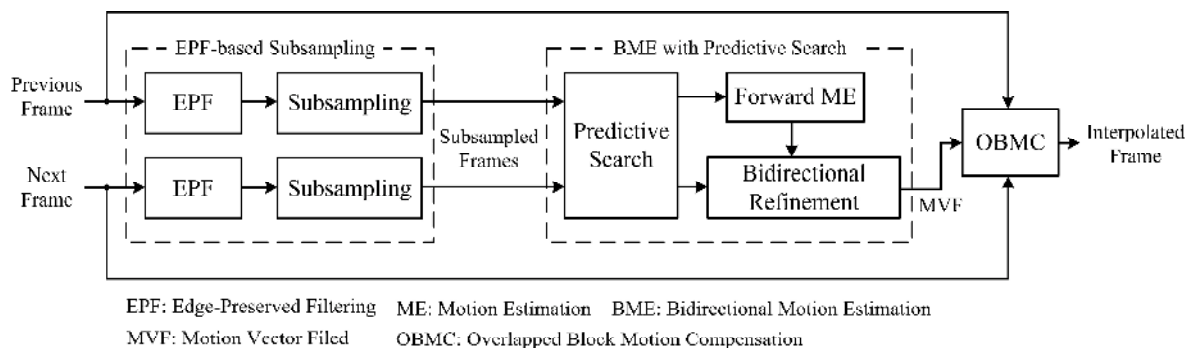 EPF-based Subsampling
BME with Predictive Search
Previous
Frame
EPF
Subsampling
Forward ME
Predictive
Search
Subsampled
Frames
OBMC
Interpolated
Frame
Next
Frame
EPF
Subsampling
Bidirectional
Refinement
MVF
EPF: Edge-Preserved Filtering ME: Motion Estimation BME: Bidirectional Motion Estimation
MVF: Motion Vector Filed OBMC: Overlapped Block Motion Compensation